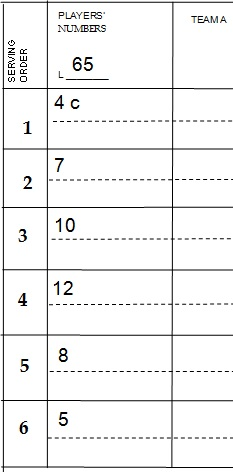 PLAYERS'
NUMBERS
TEAM A
SERVING
ORDER
L 65
1 4 c
2 7
3 10
4 12
5 8
6 5